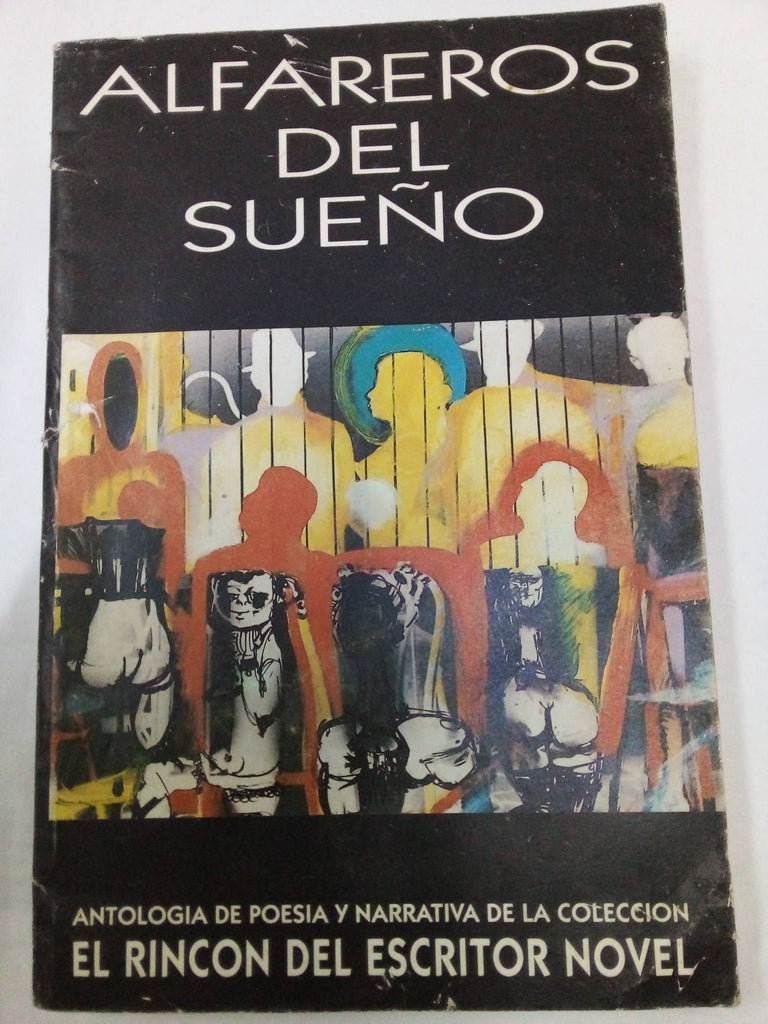 ALFAREROS
DEL
SUEÑO
ANTOLOGIA DE POESIA Y NARRATIVA DE LA COLECCION
EL RINCON DEL ESCRITOR NOVEL